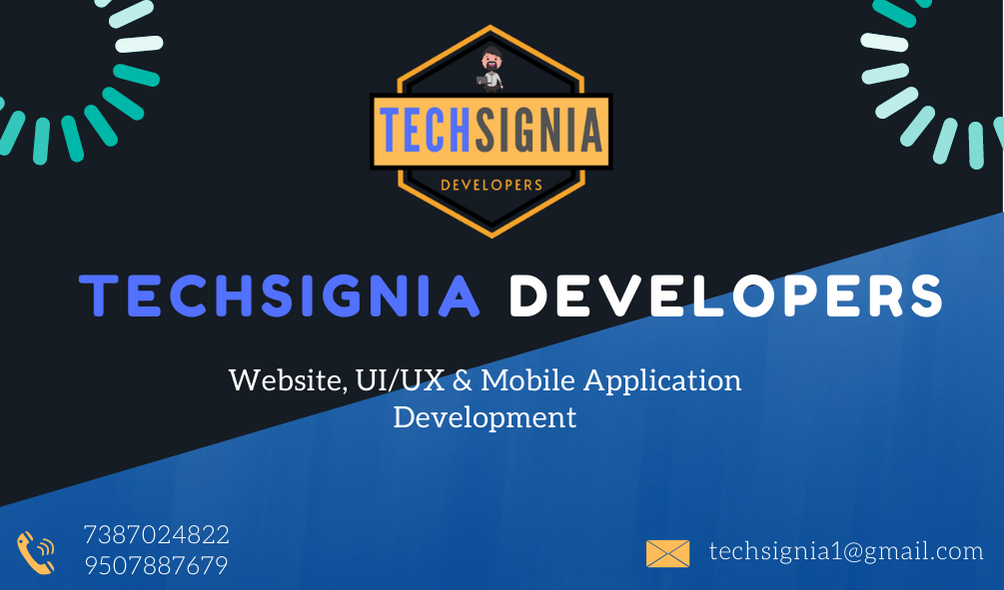 TECHSIGNIA
DEVELOPERS
TECHSIGNIA DEVELOPERS
Website, UI/UX & Mobile Application
Development
7387024822
9507887679
techsignia1@gmail.com